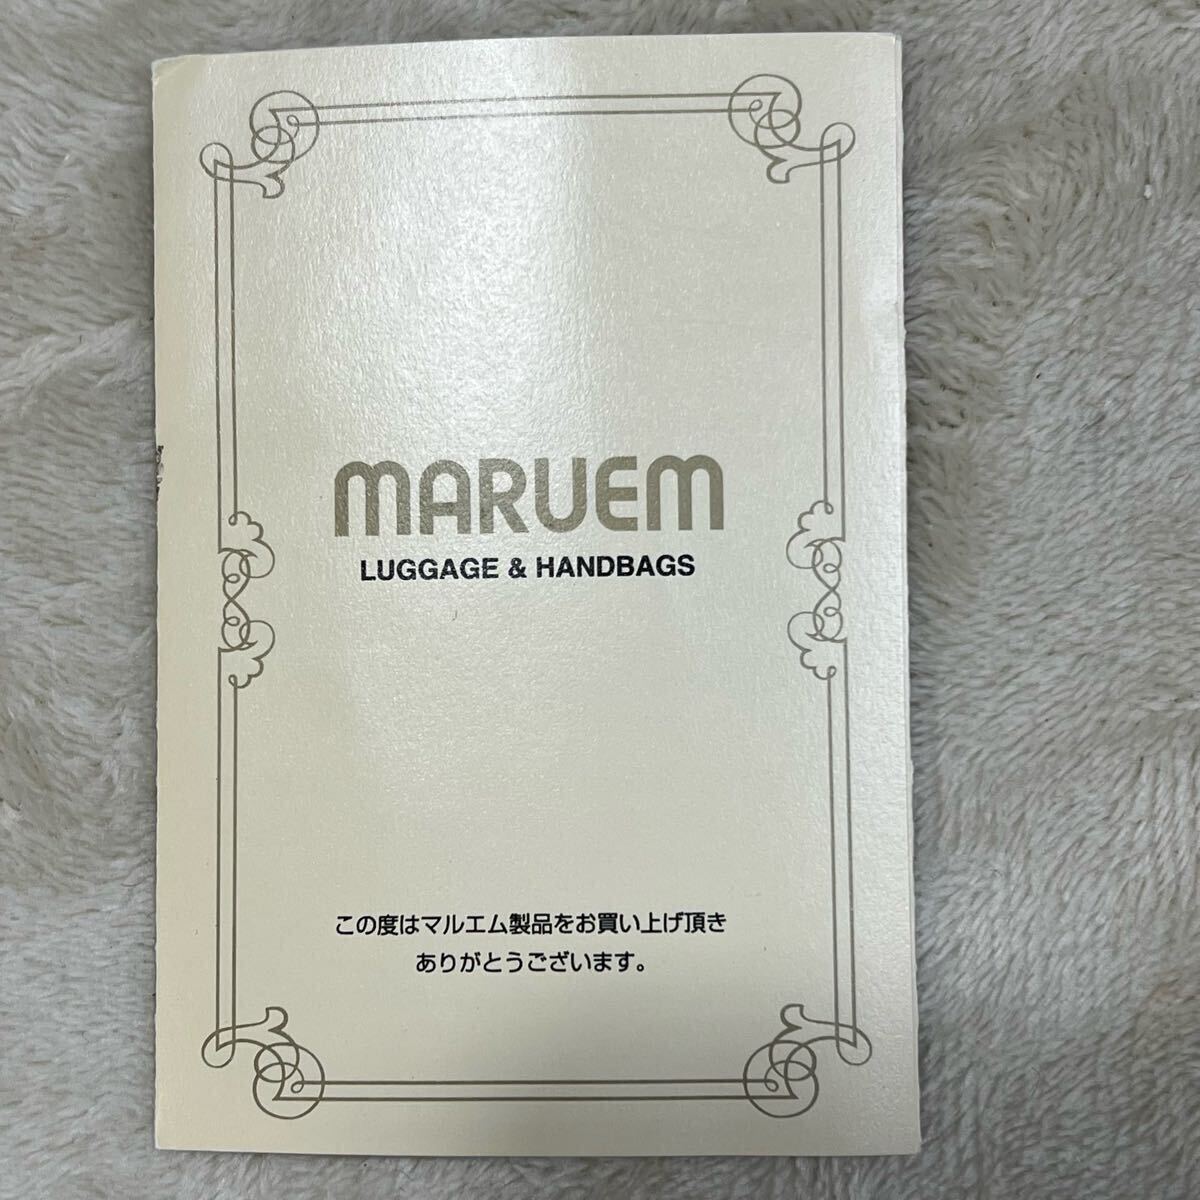 MARUEM
LUGGAGE & HANDBAGS
この度はマルエム製品をお買い上げ頂き
ありがとうございます。